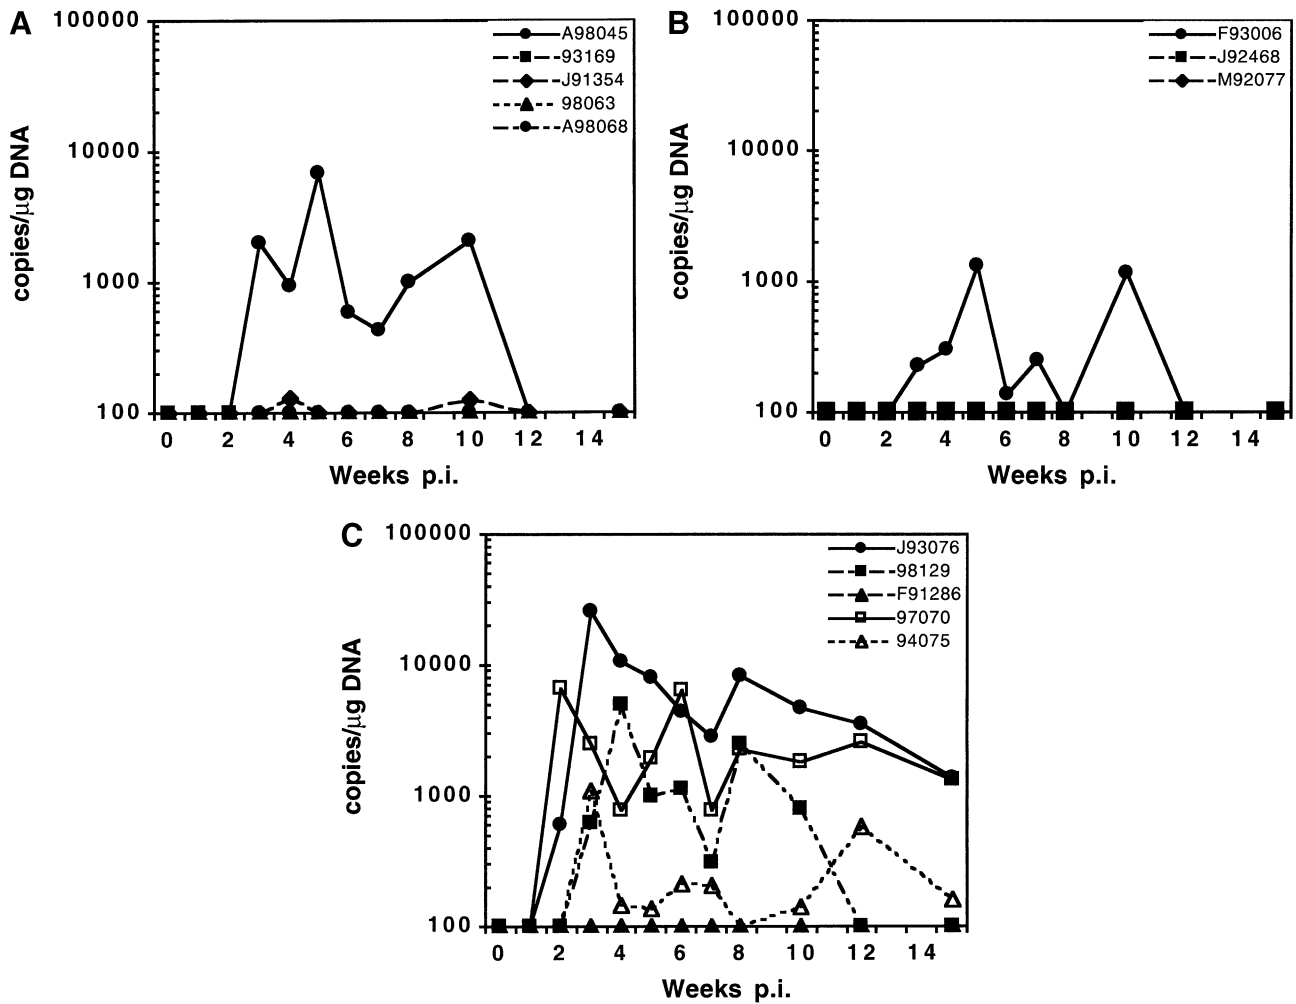 A
100000
10000
1000
100
copies/µg DNA
A98045
93169
J91354
98063
A98068
0 2 4 6 8 10 12 14
Weeks p.i.
B
100000
10000
1000
100
copies/µg DNA
F93006
J92468
M92077
0 2 4 6 8 10 12 14
Weeks p.i.
C
100000
10000
1000
100
copies/µg DNA
J93076
98129
F91286
97070
94075
0 2 4 6 8 10 12 14
Weeks p.i.